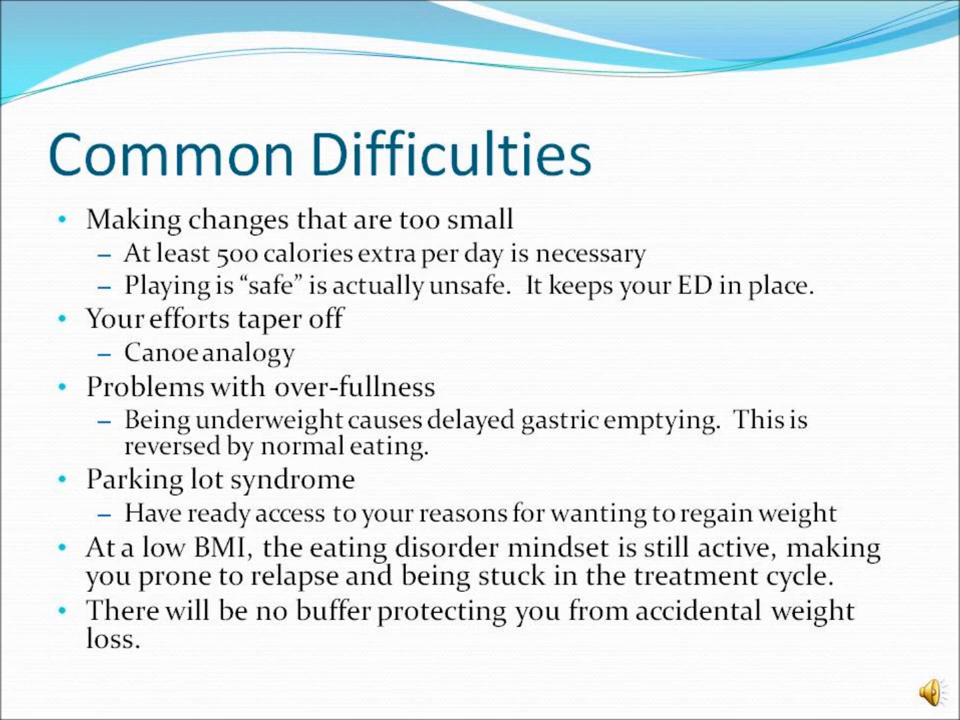 Common Difficulties
• Making changes that are too small
– At least 500 calories extra per day is necessary
– Playing is “safe” is actually unsafe. It keeps your ED in place.
• Your efforts taper off
– Canoe analogy
• Problems with over-fullness
– Being underweight causes delayed gastric emptying. This is
reversed by normal eating.
• Parking lot syndrome
– Have ready access to your reasons for wanting to regain weight
• At a low BMI, the eating disorder mindset is still active, making
you prone to relapse and being stuck in the treatment cycle.
• There will be no buffer protecting you from accidental weight
loss.